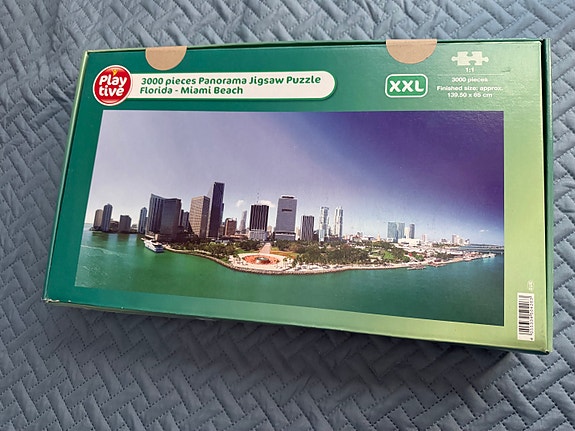 Play
tive
3000 pieces Panorama Jigsaw Puzzle
Florida - Miami Beach
XXL
1:1
3000 pieces
Finished size: approx.
139.50 x 65 cm